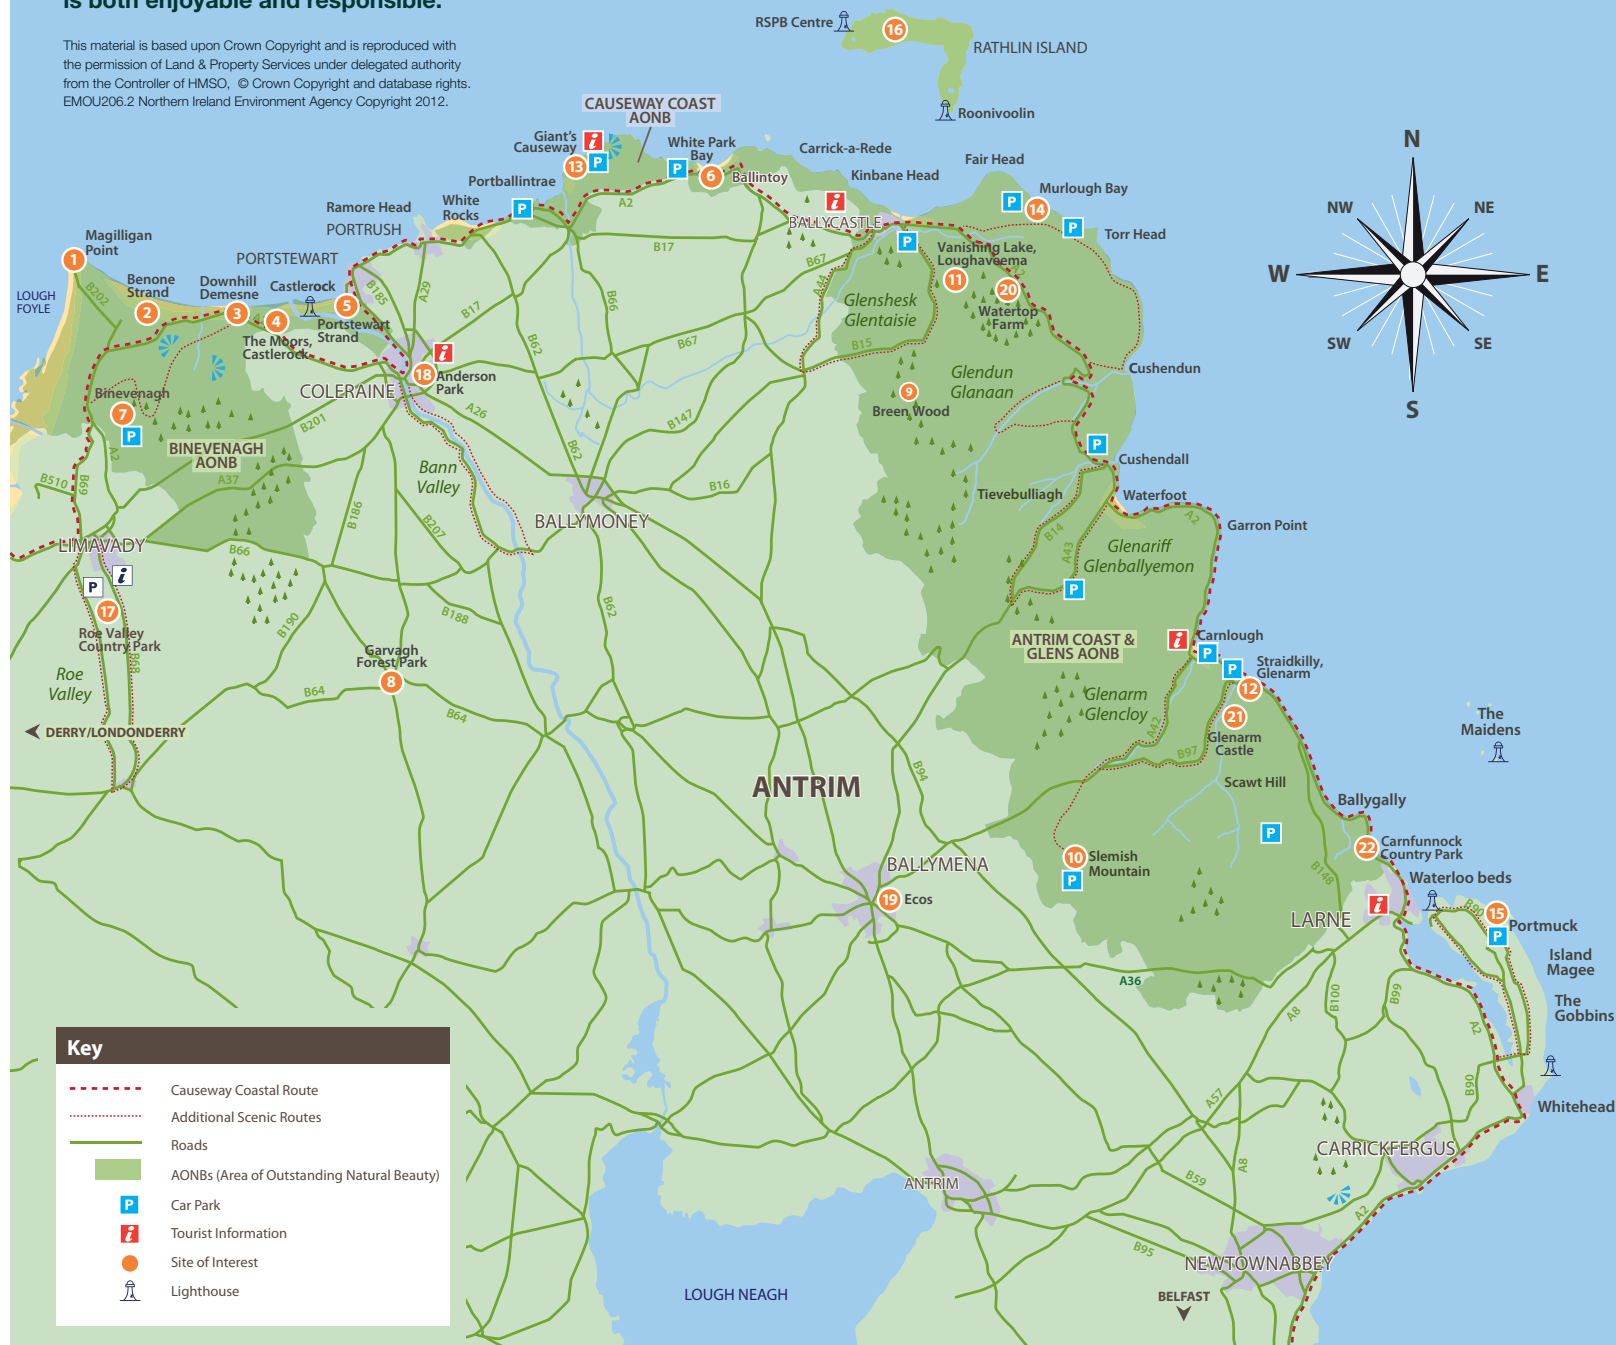 is both enjoyable and responsible.
This material is based upon Crown Copyright and is reproduced with
the permission of Land & Property Services under delegated authority
from the Controller of HMSO, © Crown Copyright and database rights.
EMOU206.2 Northern Ireland Environment Agency Copyright 2012.
RSPB Centre
16
RATHLIN ISLAND
Roonivoolin
CAUSEWAY COAST
AONB
Giant's
Causeway
i
P
13
White Park
Bay
P
6
Ballintoy
Carrick-a-Rede
Kinbane Head
Fair Head
Murlough Bay
P
14
P
Torr Head
Portballintrae
P
A2
i
BALLYCASTLE
P
Ramore Head
PORTRUSH
White
Rocks
B17
B67
A44
Vanishing Lake,
Loughaveema
11
A2
20
Watertop
Farm
Magilligan
Point
1
LOUGH
FOYLE
B202
Benone
Strand
2
Downhill
Demesne
3
PORTSTEWART
Castlerock
4
The Moors,
Castlerock
5
Portstewart
Strand
B185
A29
B17
B66
B62
B67
Glenshesk
Glentaisie
B15
Glendun
Glanaan
Cushendun
i
18
Anderson
Park
COLERAINE
A26
Binevenagh
7
P
BINEVENAGH
AONB
B201
A37
A2
B69
B510
Bann
Valley
B62
B147
B16
9
Breen Wood
P
Cushendall
Tievebulliagh
Waterfoot
A2
Garron Point
B14
A43
Glenariff
Glenballyemon
P
LIMAVADY
i
P
17
Roe Valley
Country Park
B66
B186
B207
B190
B188
BALLYMONEY
B62
B68
Roe
Valley
Garvagh
Forest Park
8
B64
B64
DERRY/LONDONDERRY
ANTRIM COAST &
GLENS AONB
i
Carnlough
P
P
Straidkilly,
Glenarm
12
21
Glenarm
Castle
Glenarm
Glencloy
A42
B97
Scawt Hill
P
The
Maidens
ANTRIM
B94
Ballygally
22
Carnfunnock
Country Park
B148
10
Slemish
Mountain
P
BALLYMENA
19
Ecos
Waterloo beds
i
LARNE
B90
15
Portmuck
P
Island
Magee
The
Gobbins
A36
A8
B100
B99
A2
B90
Whitehead
A57
CARRICKFERGUS
A8
B59
ANTRIM
A2
B95
NEWTOWNABBEY
BELFAST
LOUGH NEAGH
N
NE
E
SE
S
SW
W
NW
Key
Causeway Coastal Route
Additional Scenic Routes
Roads
AONBs (Area of Outstanding Natural Beauty)
P
Car Park
i
Tourist Information
Site of Interest
Lighthouse